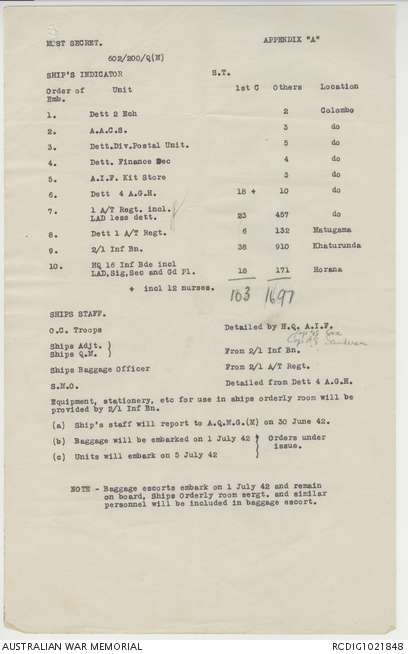 MOST SECRET. APPENDIX "A"
602/200/Q(M)
SHIP'S INDICATOR H.T.
Order of Unit 1st C Others Location
Emb.
1. Dett 2 Ech 2 Colombo
2. A.A.C.S. 3 do
3. Dett.Div.Postal Unit. 5 do
4. Dett. Finance Sec 4 do
5. A.I.F. Kit Store 3 do
6. Dett 4 A.G.H. 18 + 10 do
7. 1 A/T Regt. incl.
LAD less dett. 23 457 do
8. Dett 1 A/T Regt. 6 132 Matugama
9. 2/1 Inf Bn. 38 910 Khaturunda
10. HQ 16 Inf Bde incl
LAD,Sig,Sec and Gd Pl. 18 171 Horana
+ incl 12 nurses. 103 1697
SHIPS STAFF.
O.C. Troops Detailed by H.Q. A.I.F.
Ships Adjt. }
Ships Q.M. } From 2/1 Inf Bn.
Ships Baggage Officer From 2/1 A/T Regt.
S.M.O. Detailed from Dett 4 A.G.H.
Equipment, stationery, etc for use in ships orderly room will be
provided by 2/1 Inf Bn.
(a) Ship's staff will report to A.Q.M.G.(M) on 30 June 42.
(b) Baggage will be embarked on 1 July 42 } Orders under
issue.
(c) Units will embark on 5 July 42
NOTE - Baggage escorts embark on 1 July 42 and remain
on board, Ships Orderly room sergt. and similar
personnel will be included in baggage escort.
AUSTRALIAN WAR MEMORIAL RCDIG1021848